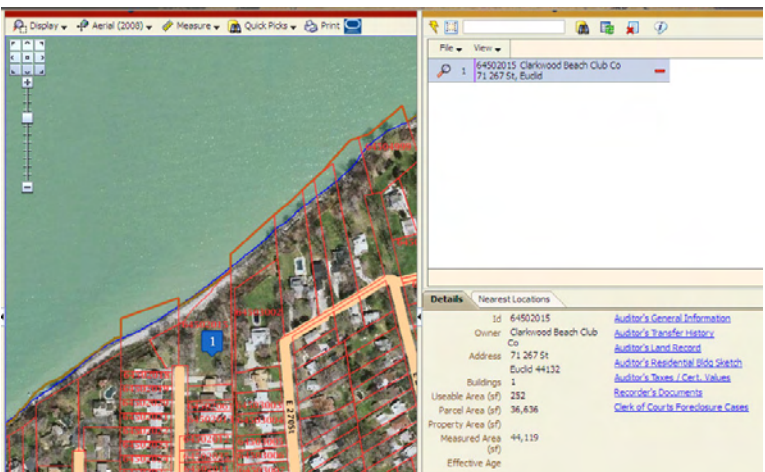 Display Aerial (2008) Measure Quick Picks Print
1
E 270 St
File View
1 64502015 Clarkwood Beach Club Co
71 267 St, Euclid
Details Nearest Locations
Id 64502015
Owner Clarkwood Beach Club
Co
Address 71 267 St
Euclid 44132
Buildings 1
Useable Area (sf) 252
Parcel Area (sf) 36,636
Property Area
(sf)
Measured Area 44,119
(sf)
Effective Age
Auditor's General Information
Auditor's Transfer History
Auditor's Land Record
Auditor's Residential Bldg Sketch
Auditor's Taxes / Cert. Values
Recorder's Documents
Clerk of Courts Foreclosure Cases